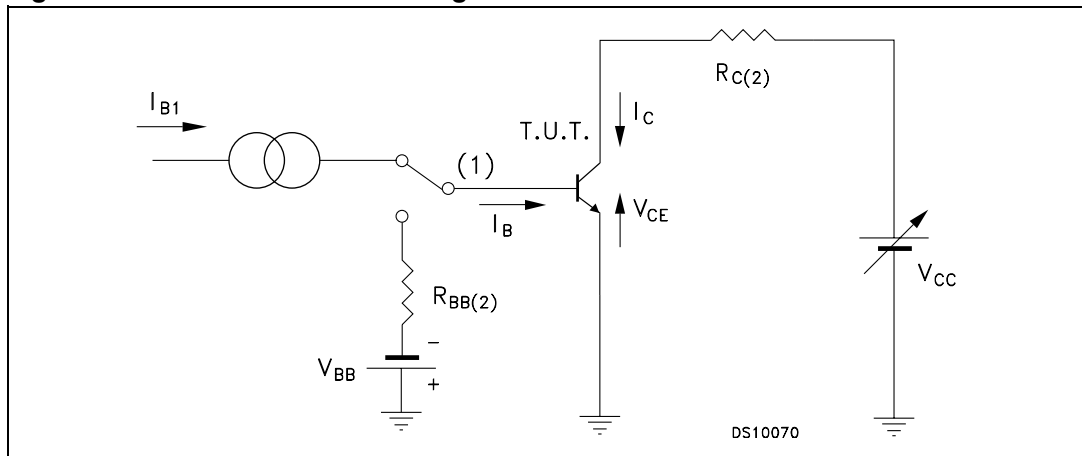 R_C(2)
I_B1
I_C
T.U.T.
(1)
V_CE
I_B
V_CC
R_BB(2)
-
V_BB
+
DS10070